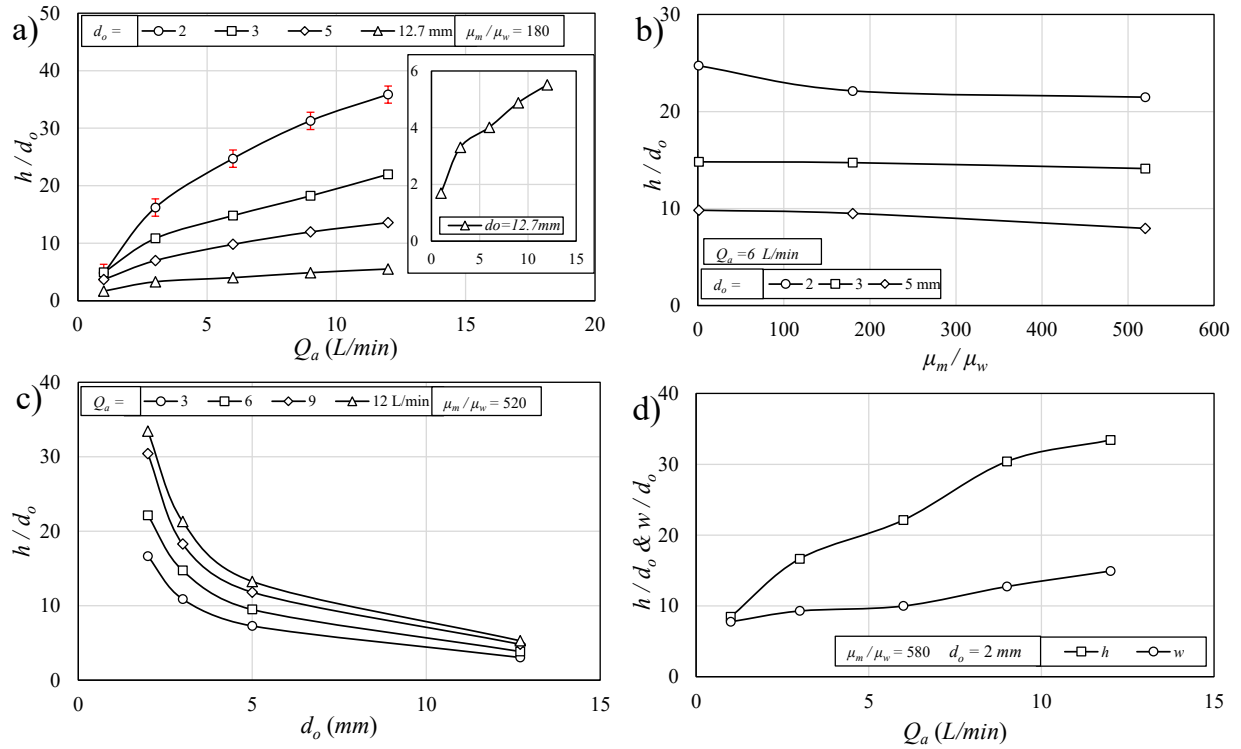 a)
d_o = 2 3 5 12.7 mm μ_m / μ_w = 180
h / d_o
50
40
30
20
10
0
0 5 10 15 20
Q_a (L/min)
6
4
2
0
0 5 10 15
do=12.7mm
b)
h / d_o
30
25
20
15
10
5
0
Q_a =6 L/min
d_o = 2 3 5 mm
0 100 200 300 400 500 600
μ_m / μ_w
c)
Q_a = 3 6 9 12 L/min μ_m / μ_w = 520
h / d_o
40
30
20
10
0
0 5 10 15
d_o (mm)
d)
h / d_o & w / d_o
40
30
20
10
0
μ_m / μ_w = 580 d_o = 2 mm h w
0 5 10 15
Q_a (L/min)